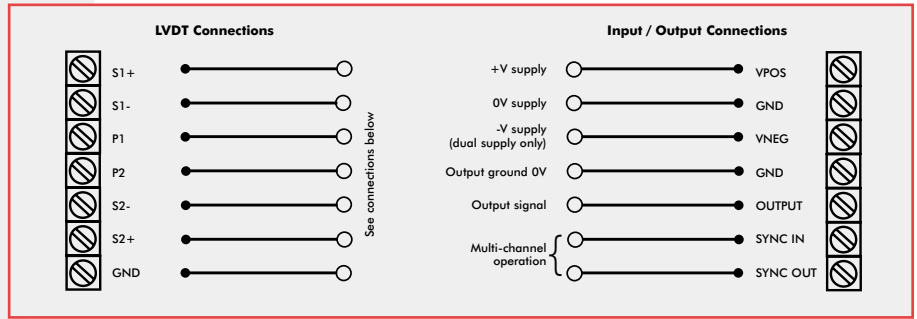 LVDT Connections
S1+
S1-
P1
P2
S2-
S2+
GND
See connections below
Input / Output Connections
+V supply
VPOS
0V supply
GND
-V supply
(dual supply only)
VNEG
Output ground 0V
GND
Output signal
OUTPUT
Multi-channel
operation
SYNC IN
SYNC OUT